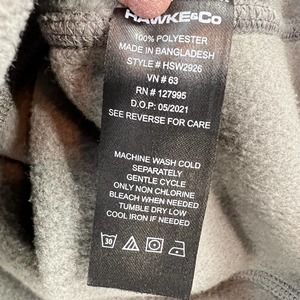 HAWKE&CO
100% POLYESTER
MADE IN BANGLADESH
STYLE # HSW2926
VN # 63
RN # 127995
D.O.P: 05/2021
SEE REVERSE FOR CARE
MACHINE WASH COLD
SEPARATELY
GENTLE CYCLE
ONLY NON CHLORINE
BLEACH WHEN NEEDED
TUMBLE DRY LOW
COOL IRON IF NEEDED
30